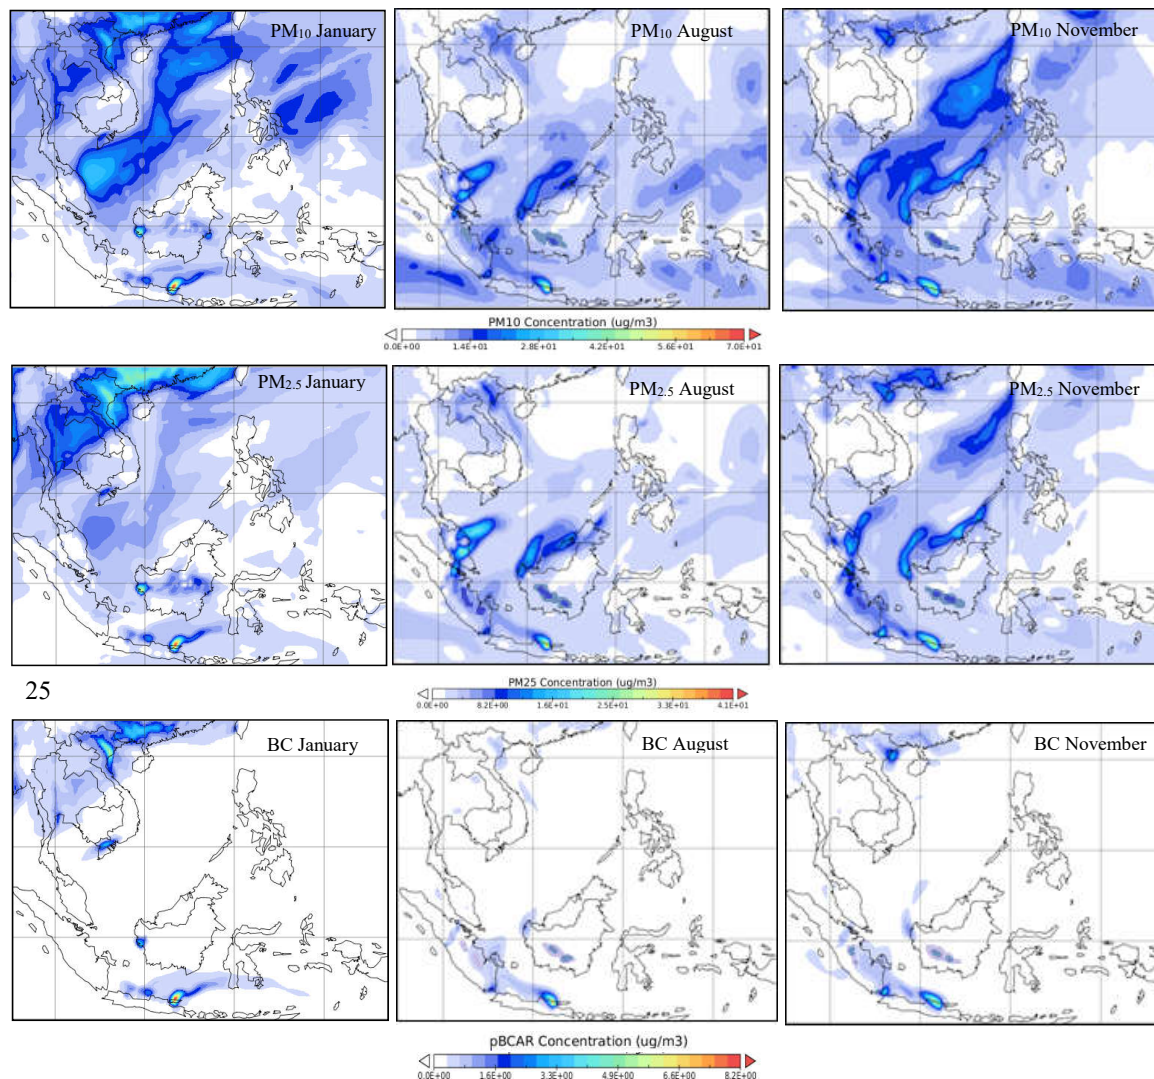 PM10 January
PM10 August
PM10 November
PM10 Concentration (ug/m3)
0.0E+00 1.4E+01 2.8E+01 4.2E+01 5.6E+01 7.0E+01
PM2.5 January
PM2.5 August
PM2.5 November
25
PM25 Concentration (ug/m3)
0.0E+00 8.2E+00 1.6E+01 2.5E+01 3.3E+01 4.1E+01
BC January
BC August
BC November
pBCAR Concentration (ug/m3)
0.0E+00 1.6E+00 3.3E+00 4.9E+00 6.6E+00 8.2E+00